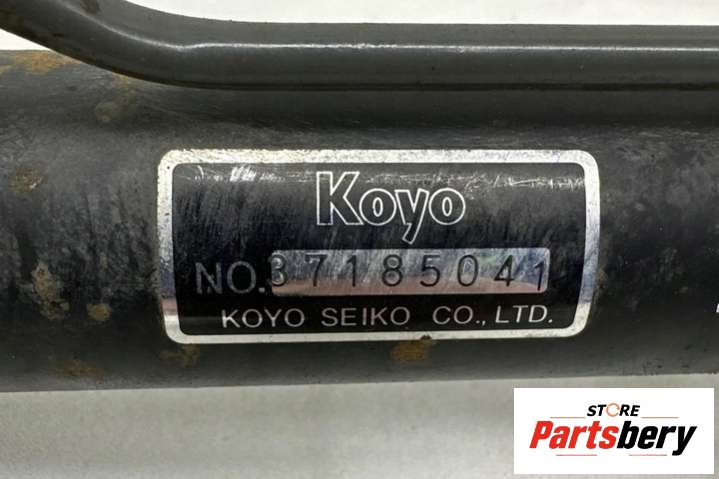 Koyo
NO.37185041
KOYO SEIKO CO., LTD.
STORE
Partsbery